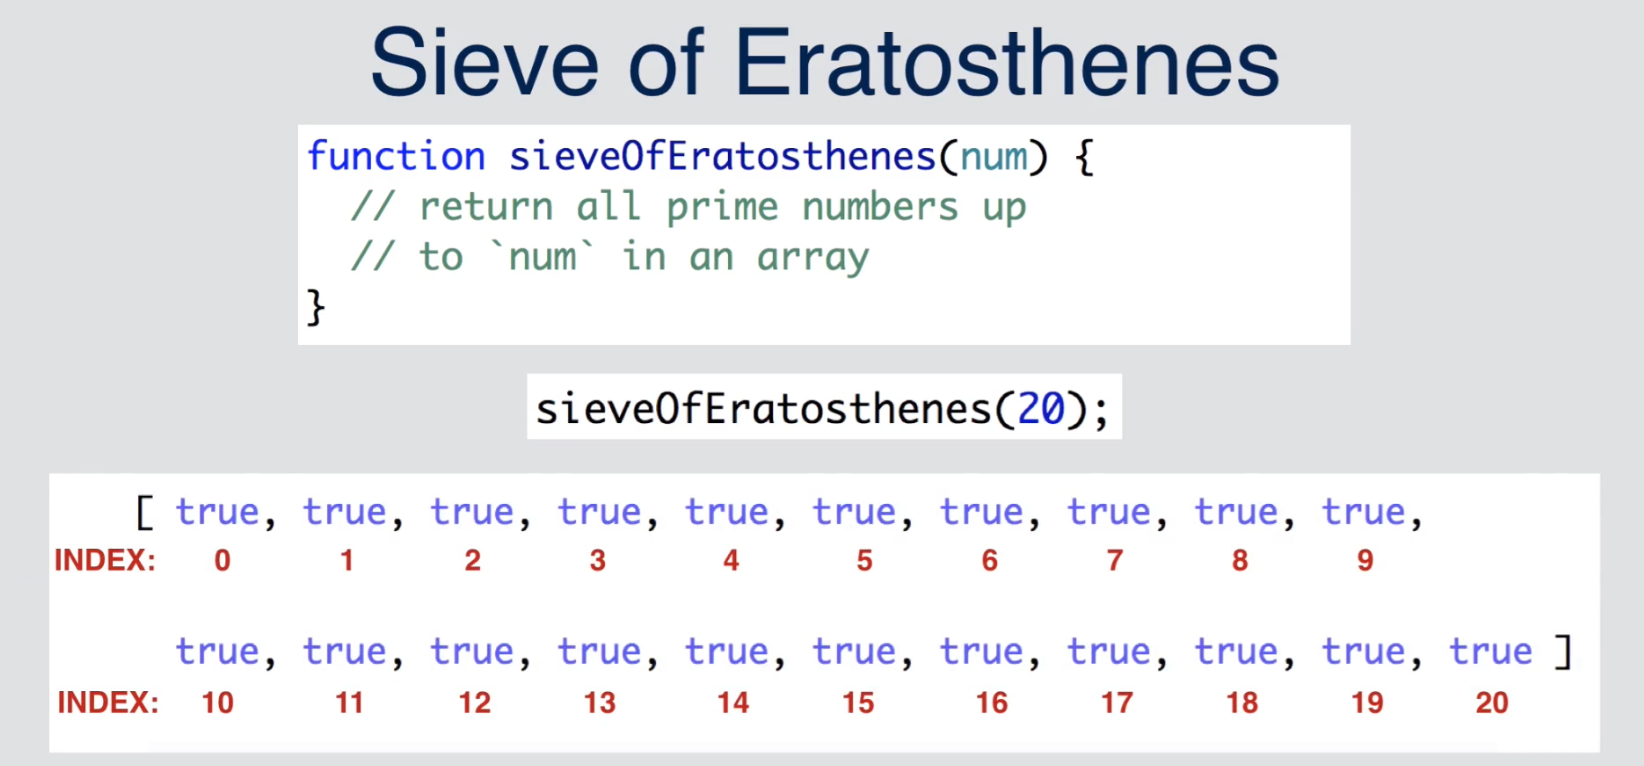 Sieve of Eratosthenes
function sieveOfEratosthenes(num) {
// return all prime numbers up
// to `num` in an array
}
sieveOfEratosthenes(20);
[ true, true, true, true, true, true, true, true, true, true,
INDEX: 0 1 2 3 4 5 6 7 8 9
true, true, true, true, true, true, true, true, true, true, true ]
INDEX: 10 11 12 13 14 15 16 17 18 19 20